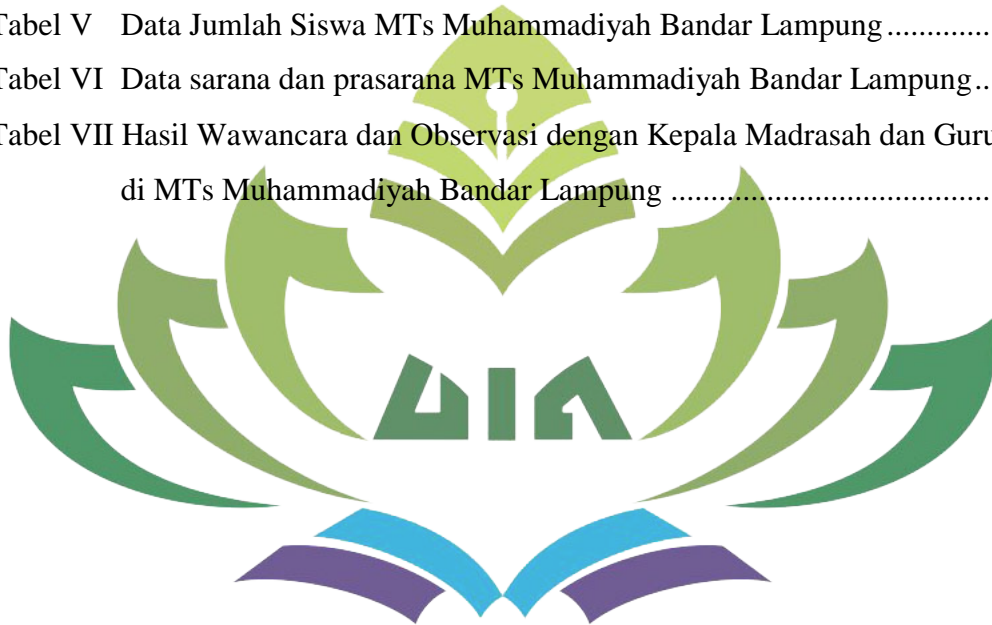 Tabel V Data Jumlah Siswa MTs Muhammadiyah Bandar Lampung .............
Tabel VI Data sarana dan prasarana MTs Muhammadiyah Bandar Lampung ..
Tabel VII Hasil Wawancara dan Observasi dengan Kepala Madrasah dan Guru
di MTs Muhammadiyah Bandar Lampung .....................................
UIN